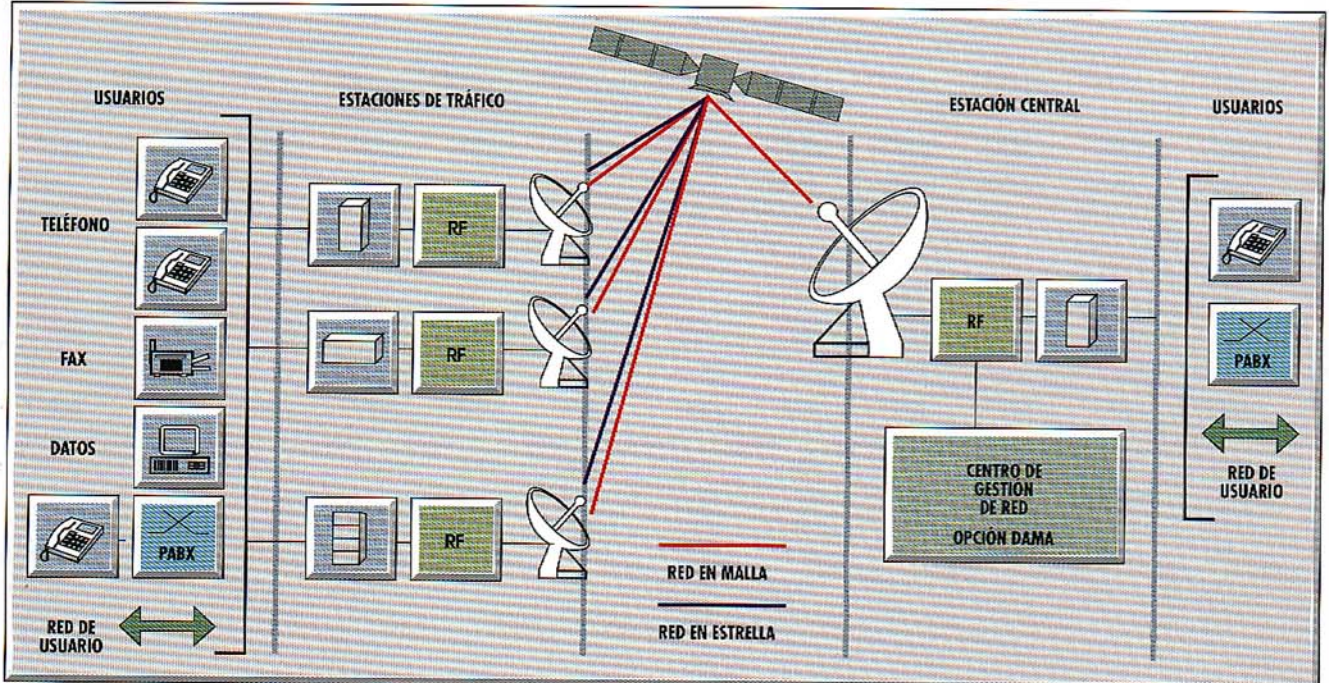 USUARIOS
TELÉFONO
FAX
DATOS
PABX
RED DE
USUARIO
ESTACIONES DE TRÁFICO
RF
RF
RF
RED EN MALLA
RED EN ESTRELLA
ESTACIÓN CENTRAL
RF
CENTRO DE
GESTIÓN
DE RED
OPCIÓN DAMA
USUARIOS
PABX
RED DE
USUARIO